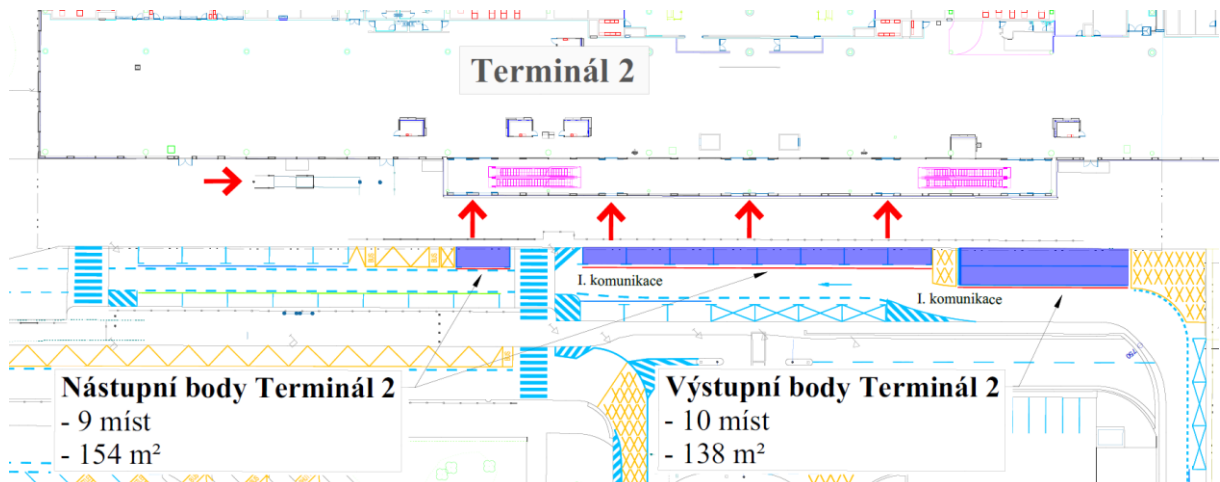 Terminál 2
I. komunikace
I. komunikace
Nástupní body Terminál 2
- 9 míst
- 154 m²
Výstupní body Terminál 2
- 10 míst
- 138 m²